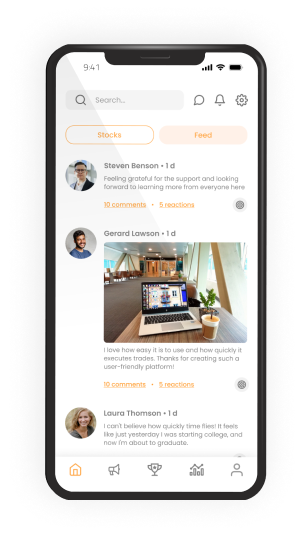 9:41
Search...
Stocks
Feed
Steven Benson • 1 d
Feeling grateful for the support and looking
forward to learning more from everyone here
10 comments • 5 reactions
Gerard Lawson • 1 d
I love how easy it is to use and how quickly it
executes trades. Thanks for creating such a
user-friendly platform!
10 comments • 5 reactions
Laura Thomson • 1 d
I can't believe how quickly time flies! It feels
like just yesterday I was starting college, and
now I'm about to graduate.